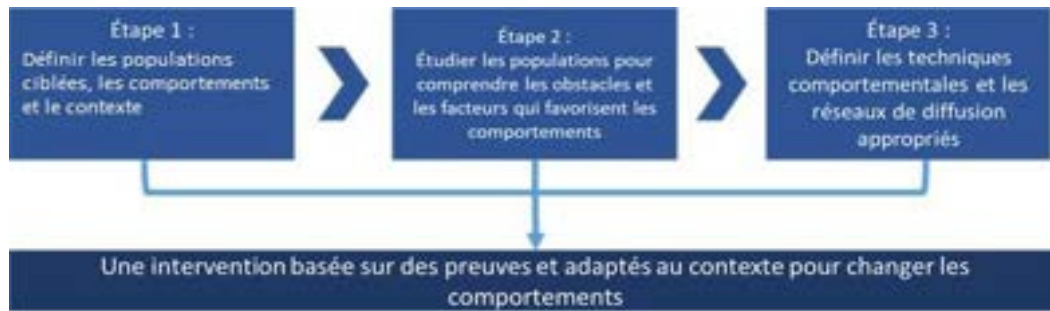 Étape 1 :
Définir les populations
ciblées, les comportements
et le contexte
Étape 2 :
Étudier les populations pour
comprendre les obstacles et
les facteurs qui favorisent les
comportements
Étape 3 :
Définir les techniques
comportementales et les
réseaux de diffusion
appropriés
Une intervention basée sur des preuves et adaptés au contexte pour changer les
comportements